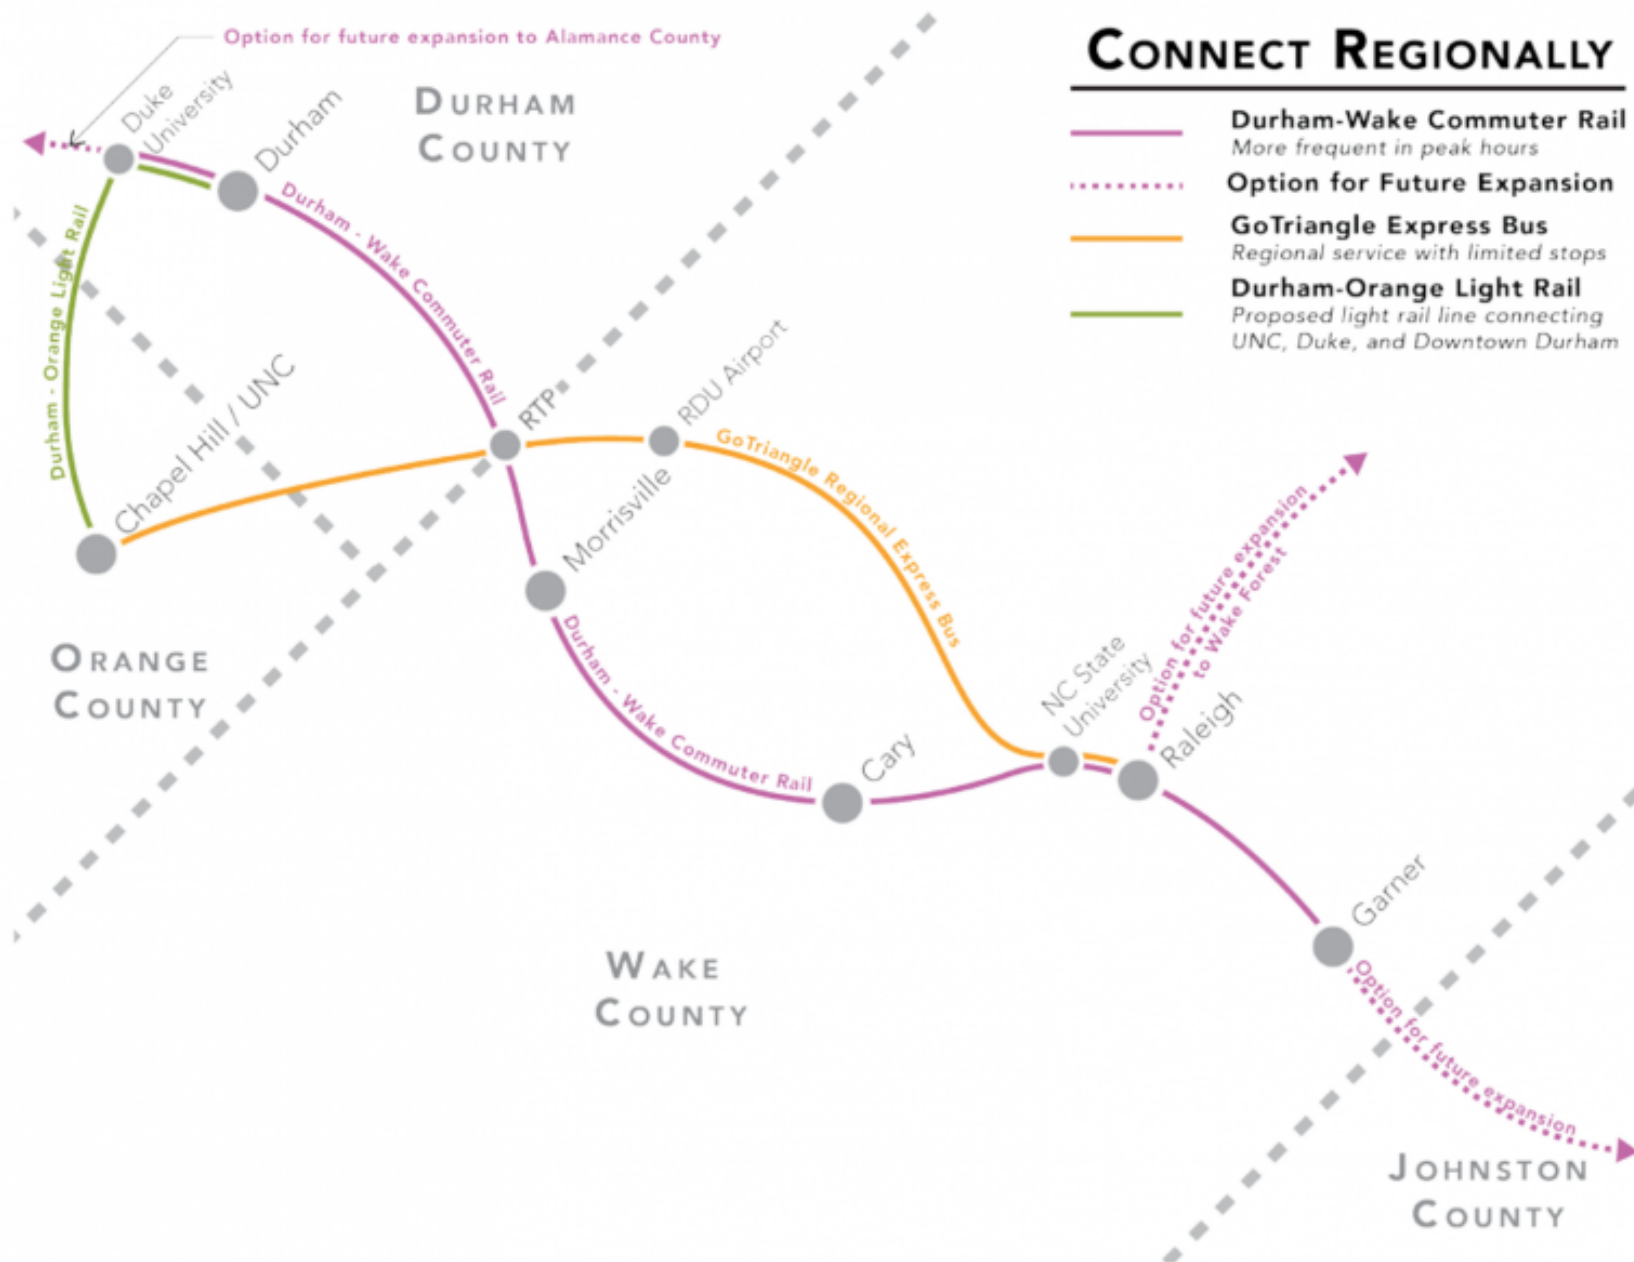 Option for future expansion to Alamance County
CONNECT REGIONALLY
Durham-Wake Commuter Rail
More frequent in peak hours
Option for Future Expansion
GoTriangle Express Bus
Regional service with limited stops
Durham-Orange Light Rail
Proposed light rail line connecting
UNC, Duke, and Downtown Durham
Duke
University
Durham
DURHAM
COUNTY
Durham - Wake Commuter Rail
Durham - Orange Light Rail
Chapel Hill / UNC
RTP
RDU Airport
GoTriangle Regional Express Bus
Morrisville
Durham - Wake Commuter Rail
ORANGE
COUNTY
Cary
NC State
University
Raleigh
Option for future expansion
to Wake Forest
Garner
Option for future expansion
WAKE
COUNTY
JOHNSTON
COUNTY